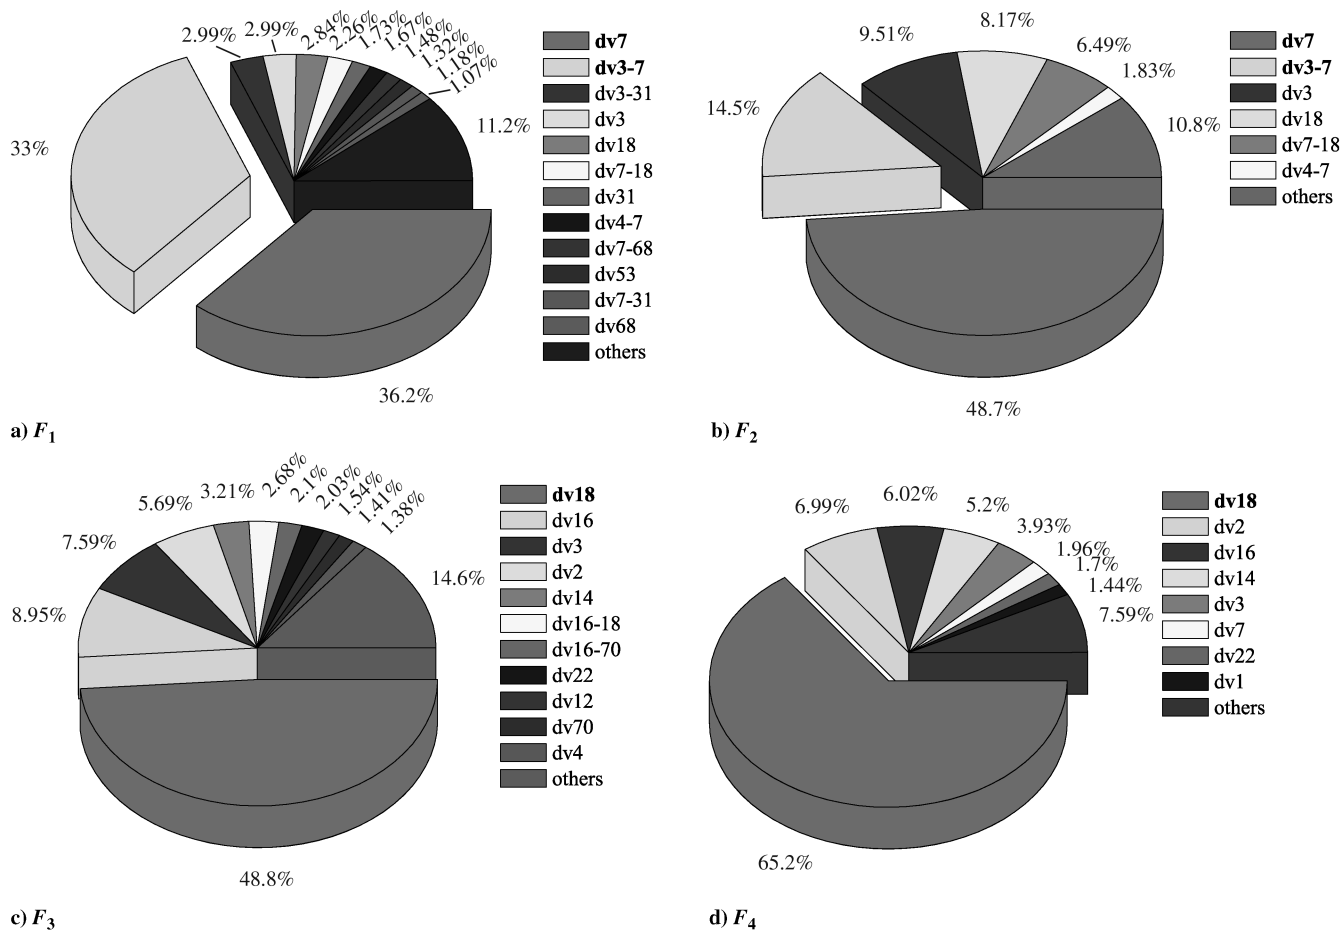 2.99%
2.99%
2.84%
2.26%
1.73%
1.67%
1.48%
1.32%
1.18%
1.07%
11.2%
33%
36.2%
dv7
dv3-7
dv3-31
dv3
dv18
dv7-18
dv31
dv4-7
dv7-68
dv53
dv7-31
dv68
others
a) F1
9.51%
8.17%
6.49%
1.83%
14.5%
10.8%
48.7%
dv7
dv3-7
dv3
dv18
dv7-18
dv4-7
others
b) F2
8.95%
7.59%
5.69%
3.21%
2.68%
2.1%
2.03%
1.54%
1.41%
1.38%
14.6%
48.8%
dv18
dv16
dv3
dv2
dv14
dv16-18
dv16-70
dv22
dv12
dv70
dv4
others
c) F3
6.99%
6.02%
5.2%
3.93%
1.96%
1.7%
1.44%
7.59%
65.2%
dv18
dv2
dv16
dv14
dv3
dv7
dv22
dv1
others
d) F4